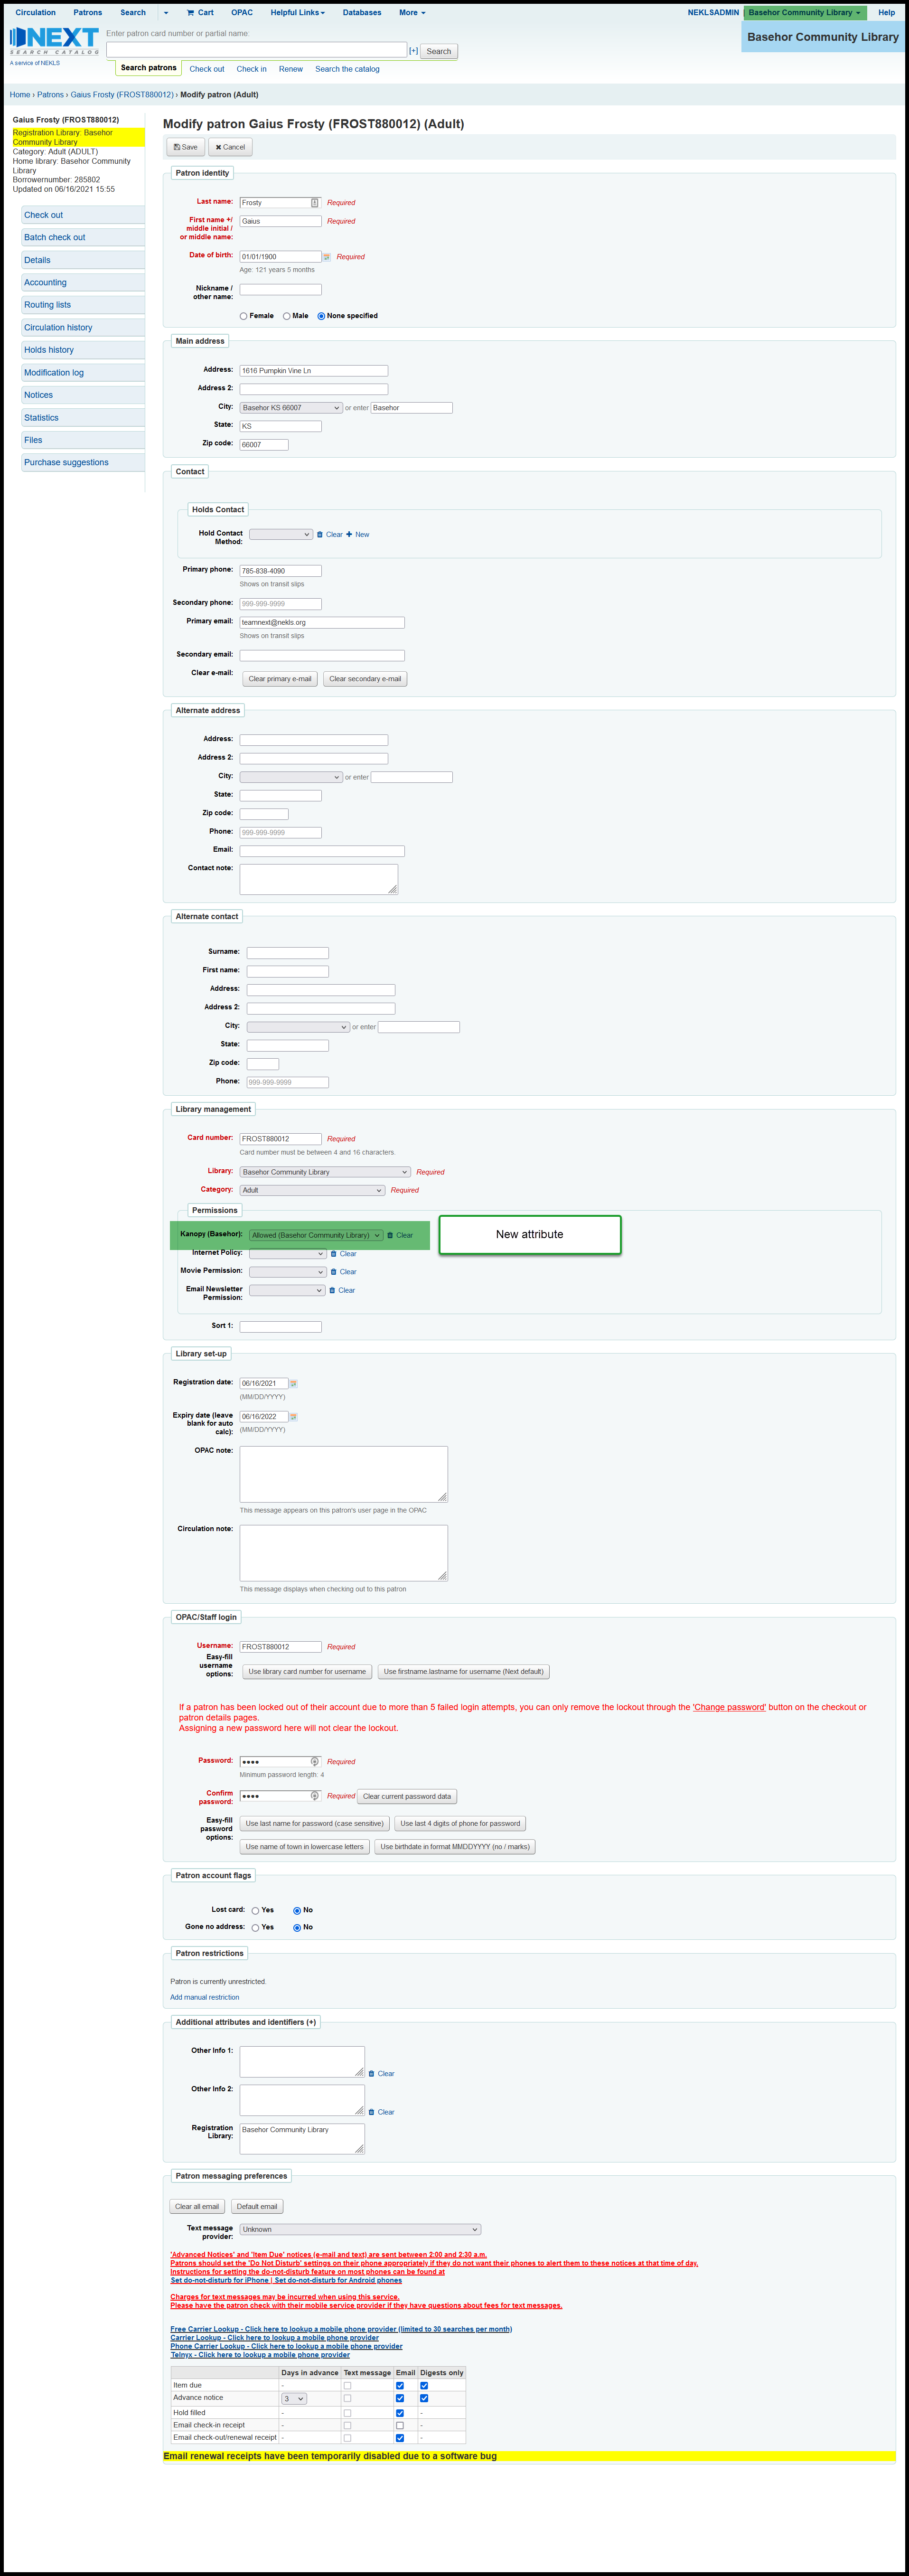 Circulation Patrons Search Cart OPAC Helpful Links Databases More NEKLSADMIN | Basehor Community Library Help
NEXT
SEARCH CATALOG
A service of NEKLS
Enter patron card number or partial name:
[+] Search
Search patrons Check out Check in Renew Search the catalog
Basehor Community Library
Home › Patrons › Gaius Frosty (FROST880012) › Modify patron (Adult)
Gaius Frosty (FROST880012)
Registration Library: Basehor
Community Library
Category: Adult (ADULT)
Home library: Basehor Community
Library
Borrowernumber: 285802
Updated on 06/16/2021 15:55
Check out
Batch check out
Details
Accounting
Routing lists
Circulation history
Holds history
Modification log
Notices
Statistics
Files
Purchase suggestions
Modify patron Gaius Frosty (FROST880012) (Adult)
Save Cancel
Patron identity
Last name: Frosty Required
First name +/
middle initial /
or middle name: Gaius Required
Date of birth: 01/01/1900 Required
Age: 121 years 5 months
Nickname /
other name:
Female Male None specified
Main address
Address: 1616 Pumpkin Vine Ln
Address 2:
City: Basehor KS 66007 or enter Basehor
State: KS
Zip code: 66007
Contact
Holds Contact
Hold Contact
Method: Clear New
Primary phone: 785-838-4090
Shows on transit slips
Secondary phone: 999-999-9999
Primary email: teamnext@nekls.org
Shows on transit slips
Secondary email:
Clear e-mail: Clear primary e-mail Clear secondary e-mail
Alternate address
Address:
Address 2:
City: or enter
State:
Zip code:
Phone: 999-999-9999
Email:
Contact note:
Alternate contact
Surname:
First name:
Address:
Address 2:
City: or enter
State:
Zip code:
Phone: 999-999-9999
Library management
Card number: FROST880012 Required
Card number must be between 4 and 16 characters.
Library: Basehor Community Library Required
Category: Adult Required
Permissions
Kanopy (Basehor): Allowed (Basehor Community Library) Clear
New attribute
Internet Policy: Clear
Movie Permission: Clear
Email Newsletter
Permission: Clear
Sort 1:
Library set-up
Registration date: 06/16/2021
(MM/DD/YYYY)
Expiry date (leave
blank for auto
calc): 06/16/2022
(MM/DD/YYYY)
OPAC note:
This message appears on this patron's user page in the OPAC
Circulation note:
This message displays when checking out to this patron
OPAC/Staff login
Username: FROST880012 Required
Easy-fill
username
options: Use library card number for username Use firstname.lastname for username (Next default)
If a patron has been locked out of their account due to more than 5 failed login attempts, you can only remove the lockout through the 'Change password' button on the checkout or
patron details pages.
Assigning a new password here will not clear the lockout.
Password: •••• Required
Minimum password length: 4
Confirm
password: •••• Required Clear current password data
Easy-fill
password
options: Use last name for password (case sensitive) Use last 4 digits of phone for password
Use name of town in lowercase letters Use birthdate in format MMDDYYYY (no / marks)
Patron account flags
Lost card: Yes No
Gone no address: Yes No
Patron restrictions
Patron is currently unrestricted.
Add manual restriction
Additional attributes and identifiers (+)
Other Info 1: Clear
Other Info 2: Clear
Registration
Library: Basehor Community Library
Patron messaging preferences
Clear all email Default email
Text message
provider: Unknown
'Advanced Notices' and 'Item Due' notices (e-mail and text) are sent between 2:00 and 2:30 a.m.
Patrons should set the 'Do Not Disturb' settings on their phone appropriately if they do not want their phones to alert them to these notices at that time of day.
Instructions for setting the do-not-disturb feature on most phones can be found at
Set do-not-disturb for iPhone | Set do-not-disturb for Android phones
Charges for text messages may be incurred when using this service.
Please have the patron check with their mobile service provider if they have questions about fees for text messages.
Free Carrier Lookup - Click here to lookup a mobile phone provider (limited to 30 searches per month)
Carrier Lookup - Click here to lookup a mobile phone provider
Phone Carrier Lookup - Click here to lookup a mobile phone provider
Telnyx - Click here to lookup a mobile phone provider
Days in advance Text message Email Digests only
Item due -
Advance notice 3
Hold filled - -
Email check-in receipt - -
Email check-out/renewal receipt - -
Email renewal receipts have been temporarily disabled due to a software bug